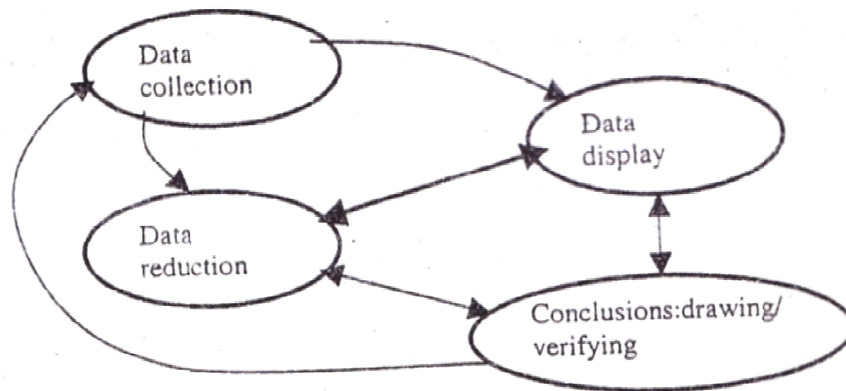 Data
collection
Data
display
Data
reduction
Conclusions:drawing/
verifying